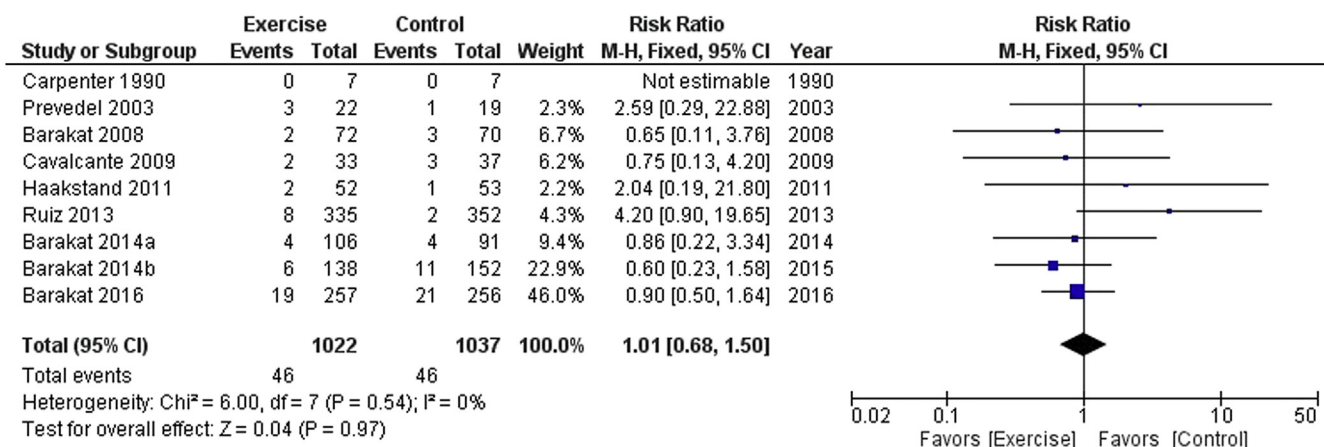 Exercise Control Risk Ratio Risk Ratio
Study or Subgroup Events Total Events Total Weight M-H, Fixed, 95% CI Year M-H, Fixed, 95% CI
Carpenter 1990 0 7 0 7 Not estimable 1990
Prevedel 2003 3 22 1 19 2.3% 2.59 [0.29, 22.88] 2003
Barakat 2008 2 72 3 70 6.7% 0.65 [0.11, 3.76] 2008
Cavalcante 2009 2 33 3 37 6.2% 0.75 [0.13, 4.20] 2009
Haakstand 2011 2 52 1 53 2.2% 2.04 [0.19, 21.80] 2011
Ruiz 2013 8 335 2 352 4.3% 4.20 [0.90, 19.65] 2013
Barakat 2014a 4 106 4 91 9.4% 0.86 [0.22, 3.34] 2014
Barakat 2014b 6 138 11 152 22.9% 0.60 [0.23, 1.58] 2015
Barakat 2016 19 257 21 256 46.0% 0.90 [0.50, 1.64] 2016
Total (95% CI) 1022 1037 100.0% 1.01 [0.68, 1.50]
Total events 46 46
Heterogeneity: Chi² = 6.00, df = 7 (P = 0.54); I² = 0%
Test for overall effect: Z = 0.04 (P = 0.97)
0.02 0.1 1 10 50
Favors [Exercise] Favors [Control]